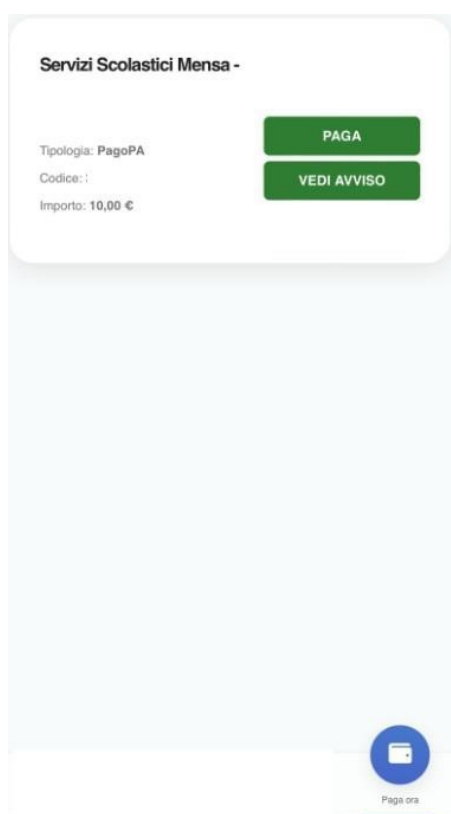 Servizi Scolastici Mensa -
PAGA
Tipologia: PagoPA
Codice: :
VEDI AVVISO
Importo: 10,00 €
Paga ora